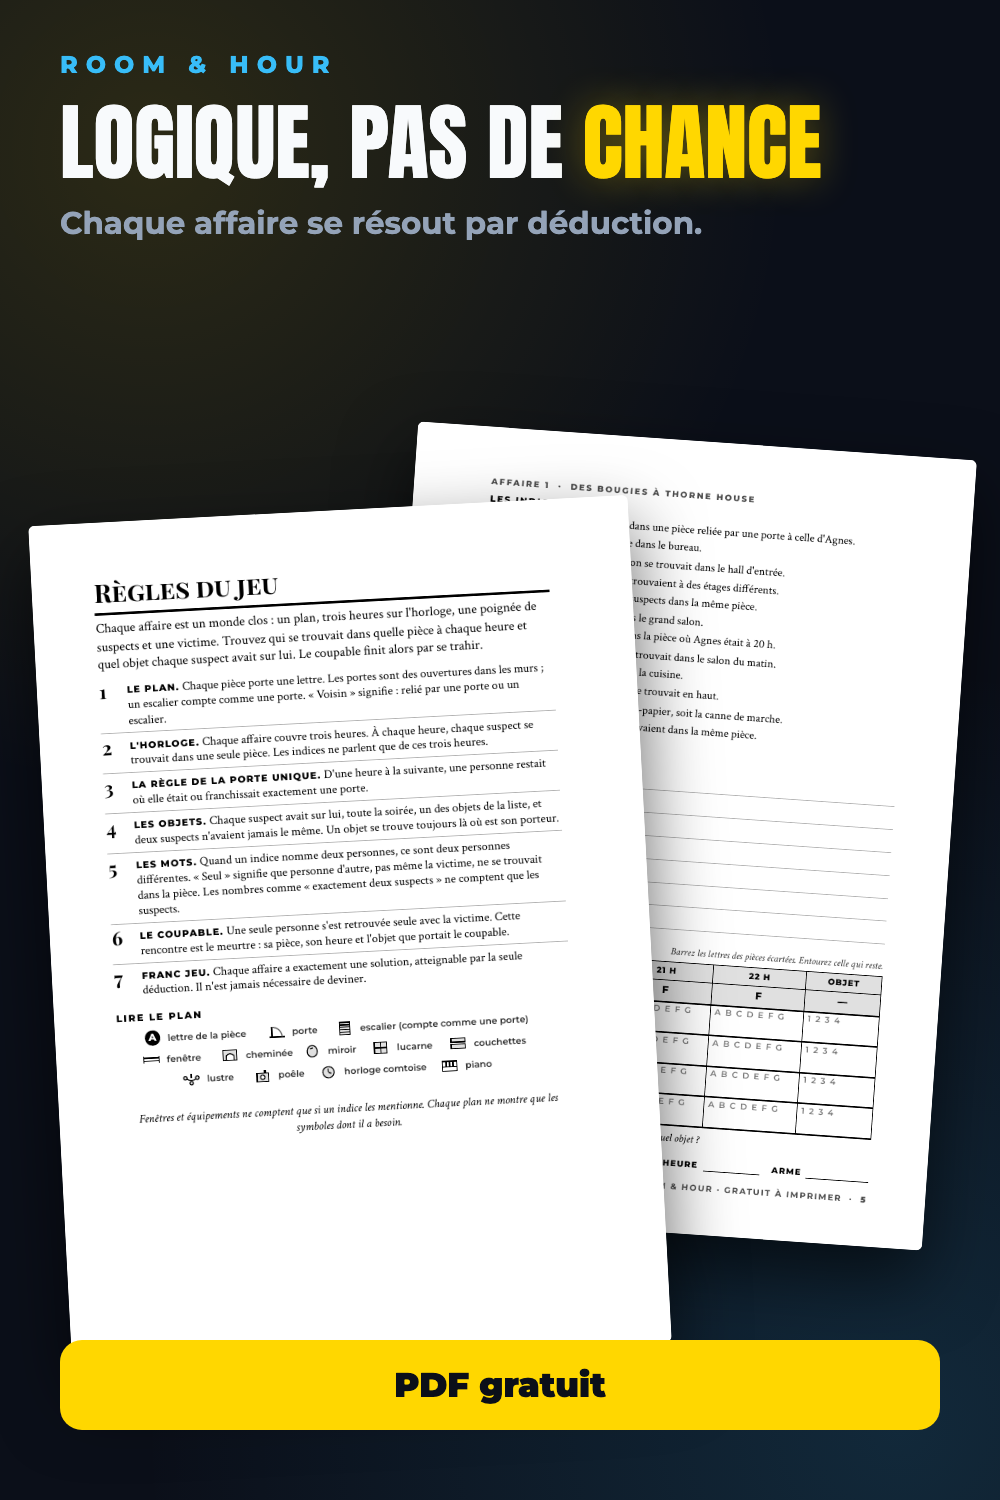 ROOM & HOUR
LOGIQUE, PAS DE CHANCE
Chaque affaire se résout par déduction.
RÈGLES DU JEU
Chaque affaire est un monde clos : un plan, trois heures sur l'horloge, une poignée de
suspects et une victime. Trouvez qui se trouvait dans quelle pièce à chaque heure et
quel objet chaque suspect avait sur lui. Le coupable finit alors par se trahir.
1 LE PLAN. Chaque pièce porte une lettre. Les portes sont des ouvertures dans les murs ;
un escalier compte comme une porte. « Voisin » signifie : relié par une porte ou un
escalier.
2 L'HORLOGE. Chaque affaire couvre trois heures. À chaque heure, chaque suspect se
trouvait dans une seule pièce. Les indices ne parlent que de ces trois heures.
3 LA RÈGLE DE LA PORTE UNIQUE. D'une heure à la suivante, une personne restait
où elle était ou franchissait exactement une porte.
4 LES OBJETS. Chaque suspect avait sur lui, toute la soirée, un des objets de la liste, et
deux suspects n'avaient jamais le même. Un objet se trouve toujours là où est son porteur.
5 LES MOTS. Quand un indice nomme deux personnes, ce sont deux personnes
différentes. « Seul » signifie que personne d'autre, pas même la victime, ne se trouvait
dans la pièce. Les nombres comme « exactement deux suspects » ne comptent que les
suspects.
6 LE COUPABLE. Une seule personne s'est retrouvée seule avec la victime. Cette
rencontre est le meurtre : sa pièce, son heure et l'objet que portait le coupable.
7 FRANC JEU. Chaque affaire a exactement une solution, atteignable par la seule
déduction. Il n'est jamais nécessaire de deviner.
LIRE LE PLAN
A lettre de la pièce porte escalier (compte comme une porte)
fenêtre cheminée miroir lucarne couchettes
lustre poêle horloge comtoise piano
Fenêtres et équipements ne comptent que si un indice les mentionne. Chaque plan ne montre que les
symboles dont il a besoin.
AFFAIRE 1 · DES BOUGIES À THORNE HOUSE
LES
dans une pièce reliée par une porte à celle d'Agnes.
dans le bureau.
se trouvait dans le hall d'entrée.
trouvaient à des étages différents.
suspects dans la même pièce.
le grand salon.
la pièce où Agnes était à 20 h.
trouvait dans le salon du matin.
la cuisine.
trouvait en haut.
-papier, soit la canne de marche.
dans la même pièce.
Barrez les lettres des pièces écartées. Entourez celle qui reste.
21 H 22 H OBJET
F F —
D E F G A B C D E F G 1 2 3 4
E F G A B C D E F G 1 2 3 4
F G A B C D E F G 1 2 3 4
F G A B C D E F G 1 2 3 4
objet ?
HEURE ARME
& HOUR · GRATUIT À IMPRIMER · 5
PDF gratuit